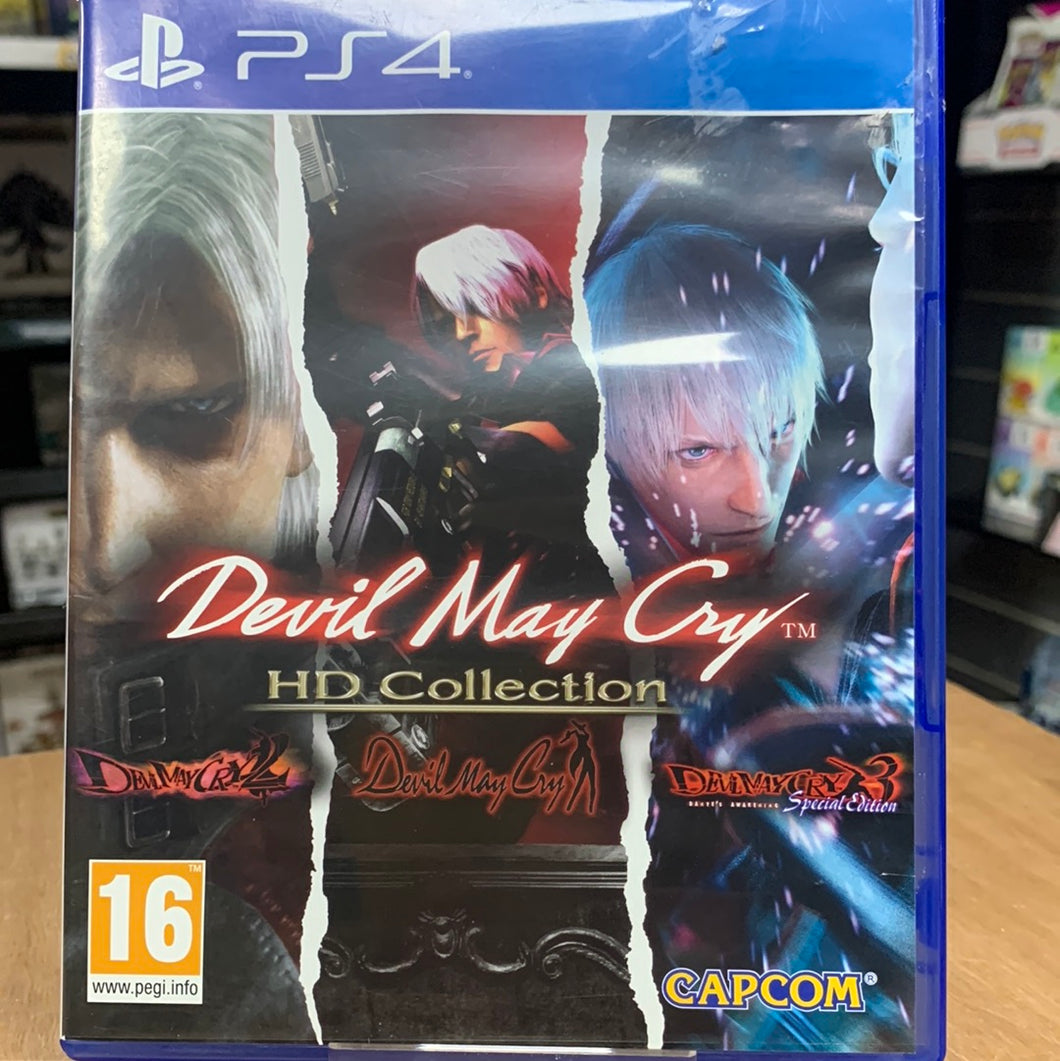 PS4
Devil May Cry™
HD Collection
Devil May Cry 2
Devil May Cry
Devil May Cry 3
Dante's Awakening Special Edition
16™
www.pegi.info
CAPCOM®